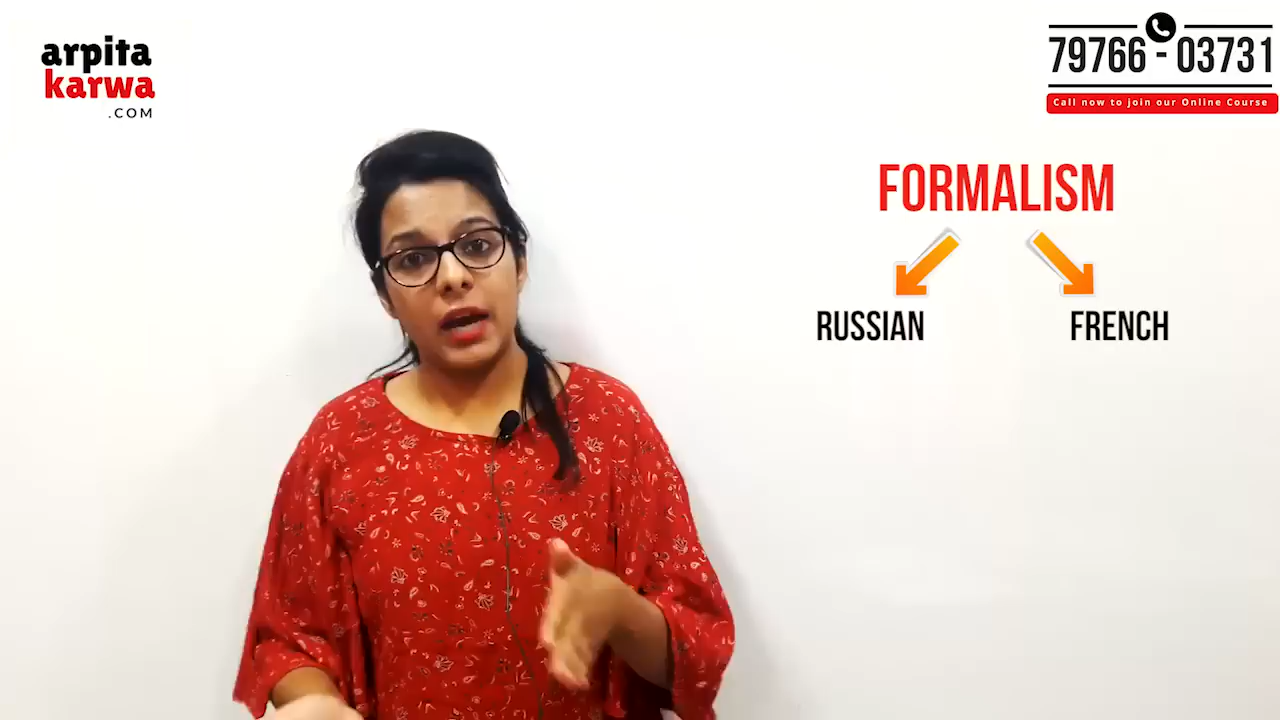 arpita
karwa
.COM
79766 - 03731
Call now to join our Online Course
FORMALISM
RUSSIAN
FRENCH